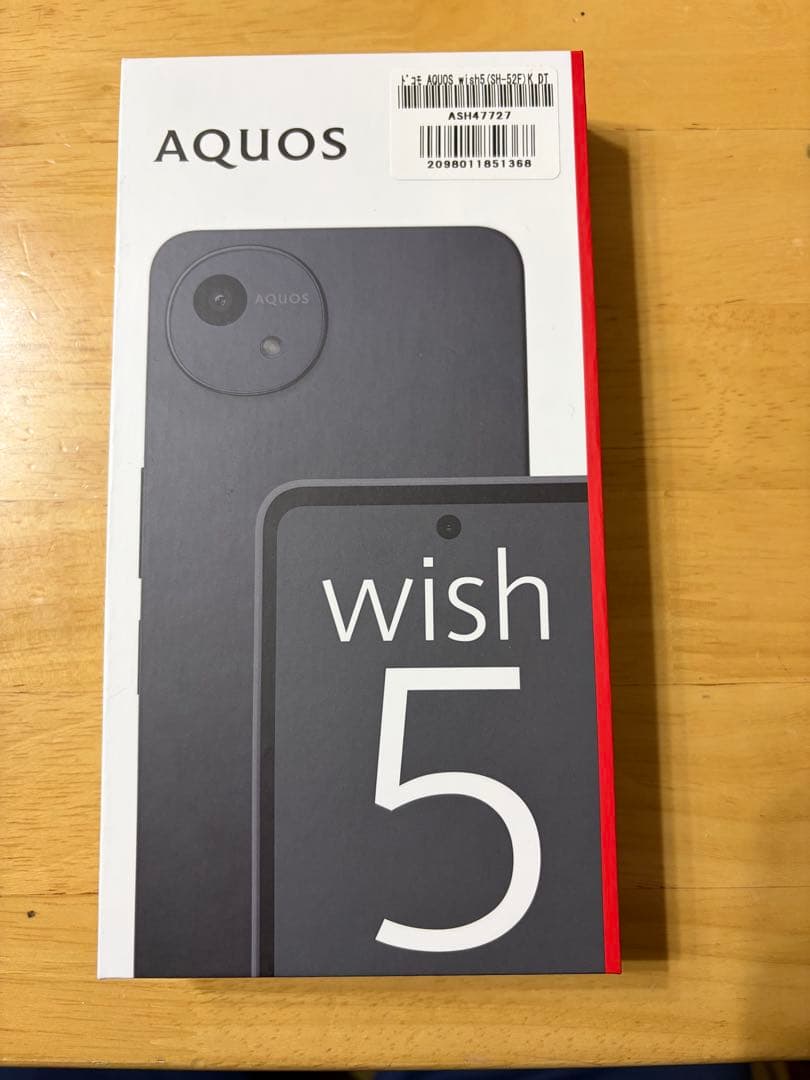 ドコモ AQUOS wish5(SH-52F)K DT
ASH47727
2098011851368
AQUOS
AQUOS
wish
5